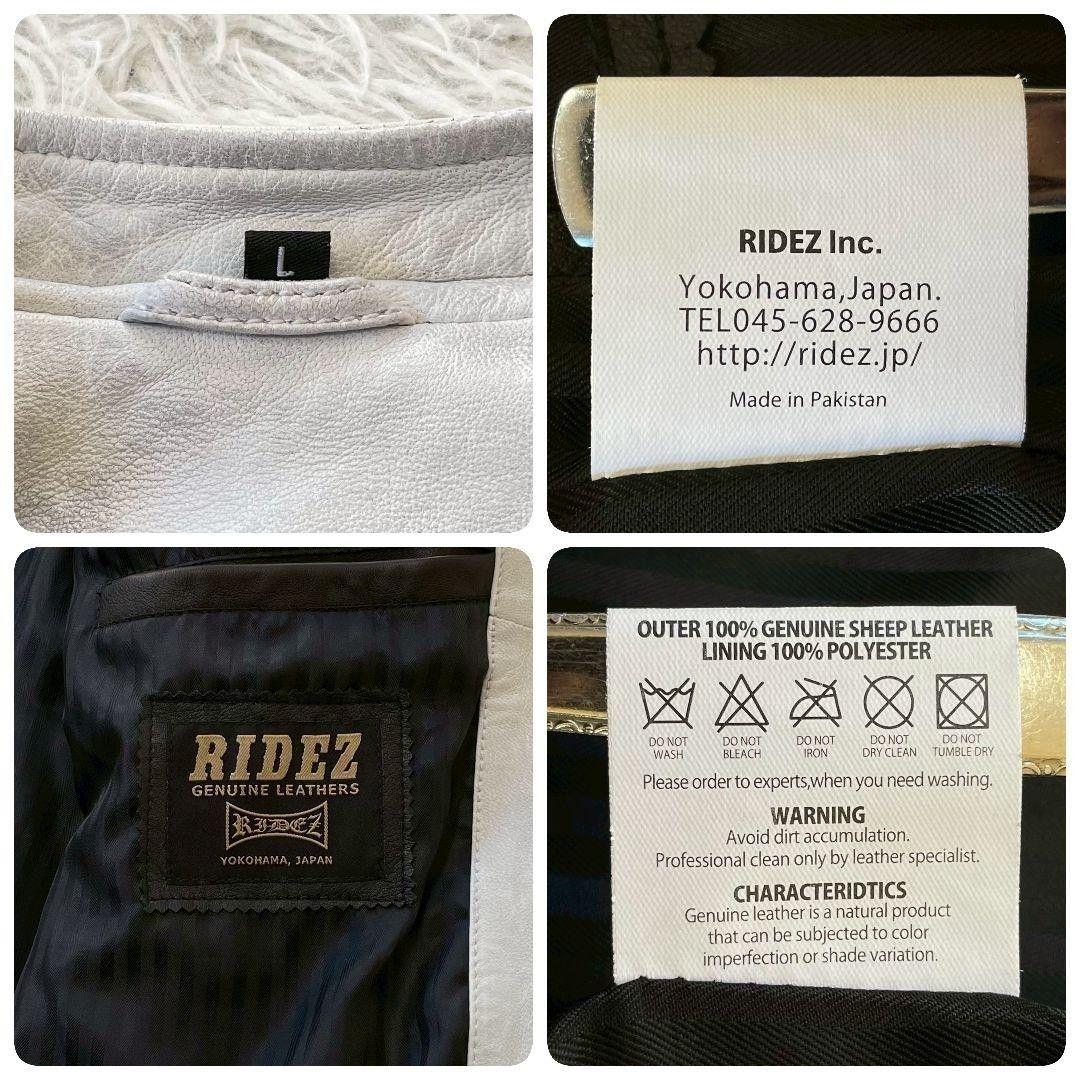 L
RIDEZ Inc.
Yokohama,Japan.
TEL045-628-9666
http://ridez.jp/
Made in Pakistan
RIDEZ
GENUINE LEATHERS
RIDEZ
YOKOHAMA, JAPAN
OUTER 100% GENUINE SHEEP LEATHER
LINING 100% POLYESTER
DO NOT WASH
DO NOT BLEACH
DO NOT IRON
DO NOT DRY CLEAN
DO NOT TUMBLE DRY
Please order to experts,when you need washing.
WARNING
Avoid dirt accumulation.
Professional clean only by leather specialist.
CHARACTERIDTICS
Genuine leather is a natural product
that can be subjected to color
imperfection or shade variation.